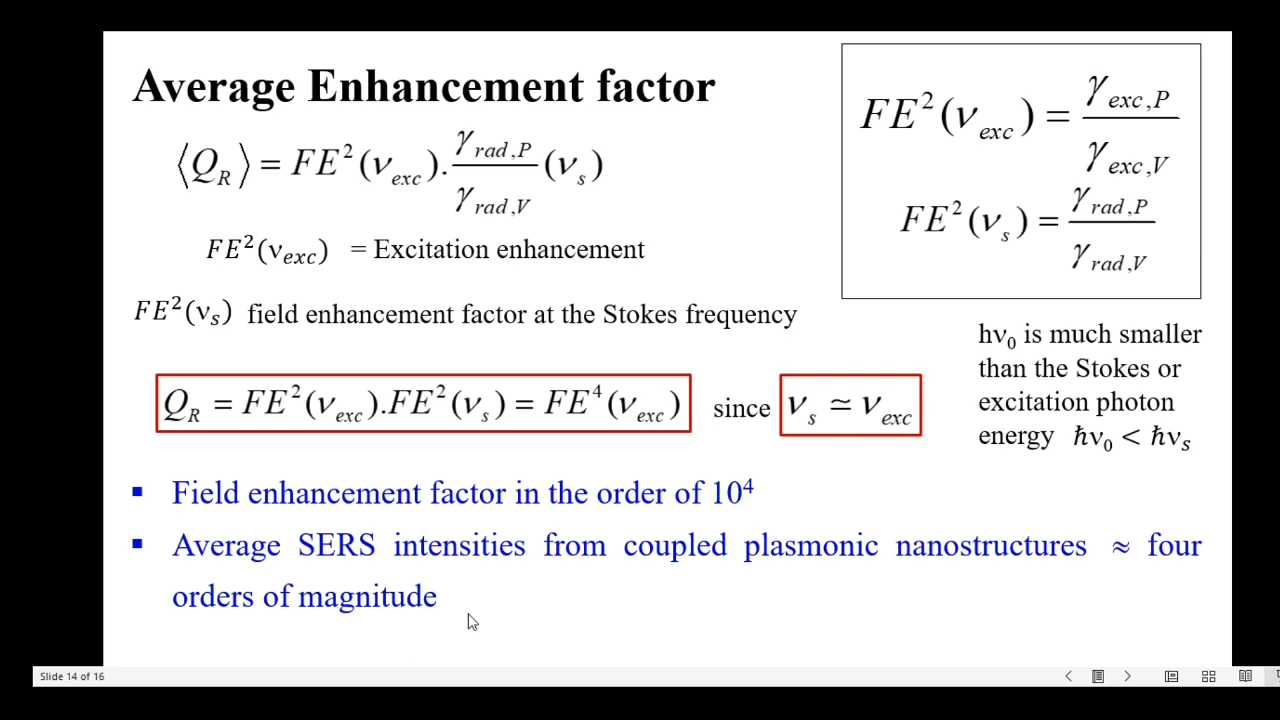 Average Enhancement factor
⟨Q_R⟩ = FE²(ν_exc).γ_rad,P/γ_rad,V (ν_s)
FE²(ν_exc) = Excitation enhancement
FE²(ν_s) field enhancement factor at the Stokes frequency
FE²(ν_exc) = γ_exc,P/γ_exc,V
FE²(ν_s) = γ_rad,P/γ_rad,V
hν₀ is much smaller
than the Stokes or
excitation photon
energy ℏν₀ < ℏν_s
Q_R = FE²(ν_exc).FE²(ν_s) = FE⁴(ν_exc) since ν_s ≃ ν_exc
▪ Field enhancement factor in the order of 10⁴
▪ Average SERS intensities from coupled plasmonic nanostructures ≈ four
orders of magnitude
Slide 14 of 16